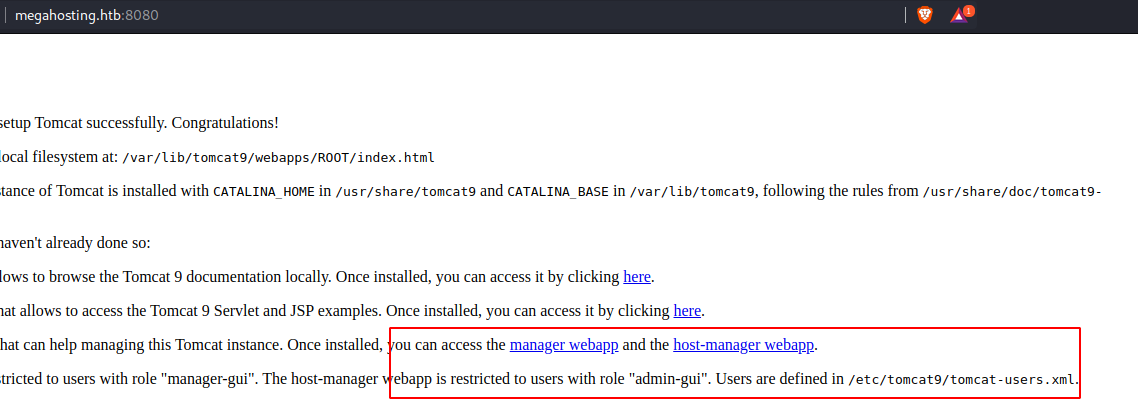 megahosting.htb:8080
1
setup Tomcat successfully. Congratulations!
local filesystem at: /var/lib/tomcat9/webapps/ROOT/index.html
stance of Tomcat is installed with CATALINA_HOME in /usr/share/tomcat9 and CATALINA_BASE in /var/lib/tomcat9, following the rules from /usr/share/doc/tomcat9-
haven't already done so:
lows to browse the Tomcat 9 documentation locally. Once installed, you can access it by clicking here.
hat allows to access the Tomcat 9 Servlet and JSP examples. Once installed, you can access it by clicking here.
that can help managing this Tomcat instance. Once installed, you can access the manager webapp and the host-manager webapp.
stricted to users with role "manager-gui". The host-manager webapp is restricted to users with role "admin-gui". Users are defined in /etc/tomcat9/tomcat-users.xml.